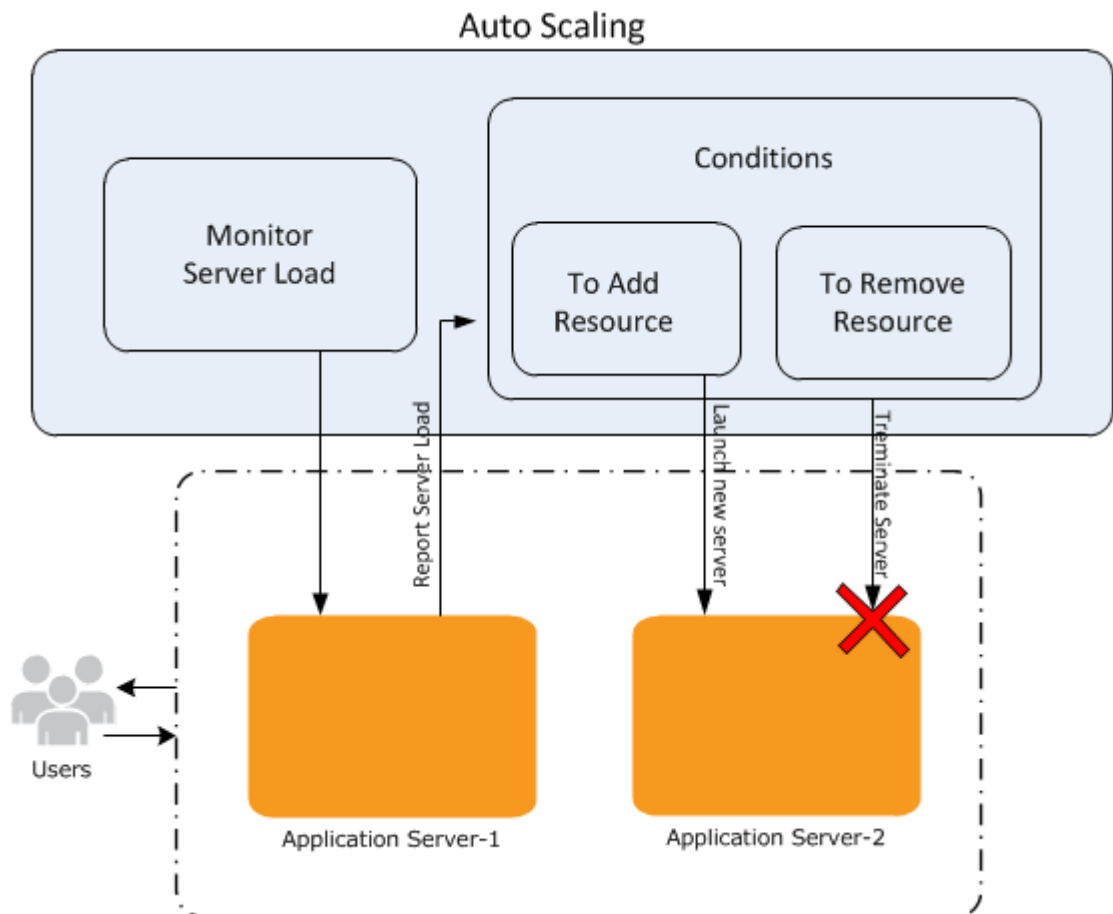 Auto Scaling
Conditions
Monitor
Server Load
To Add
Resource
To Remove
Resource
Report Server Load
Launch new server
Treminate Server
Users
Application Server-1
Application Server-2